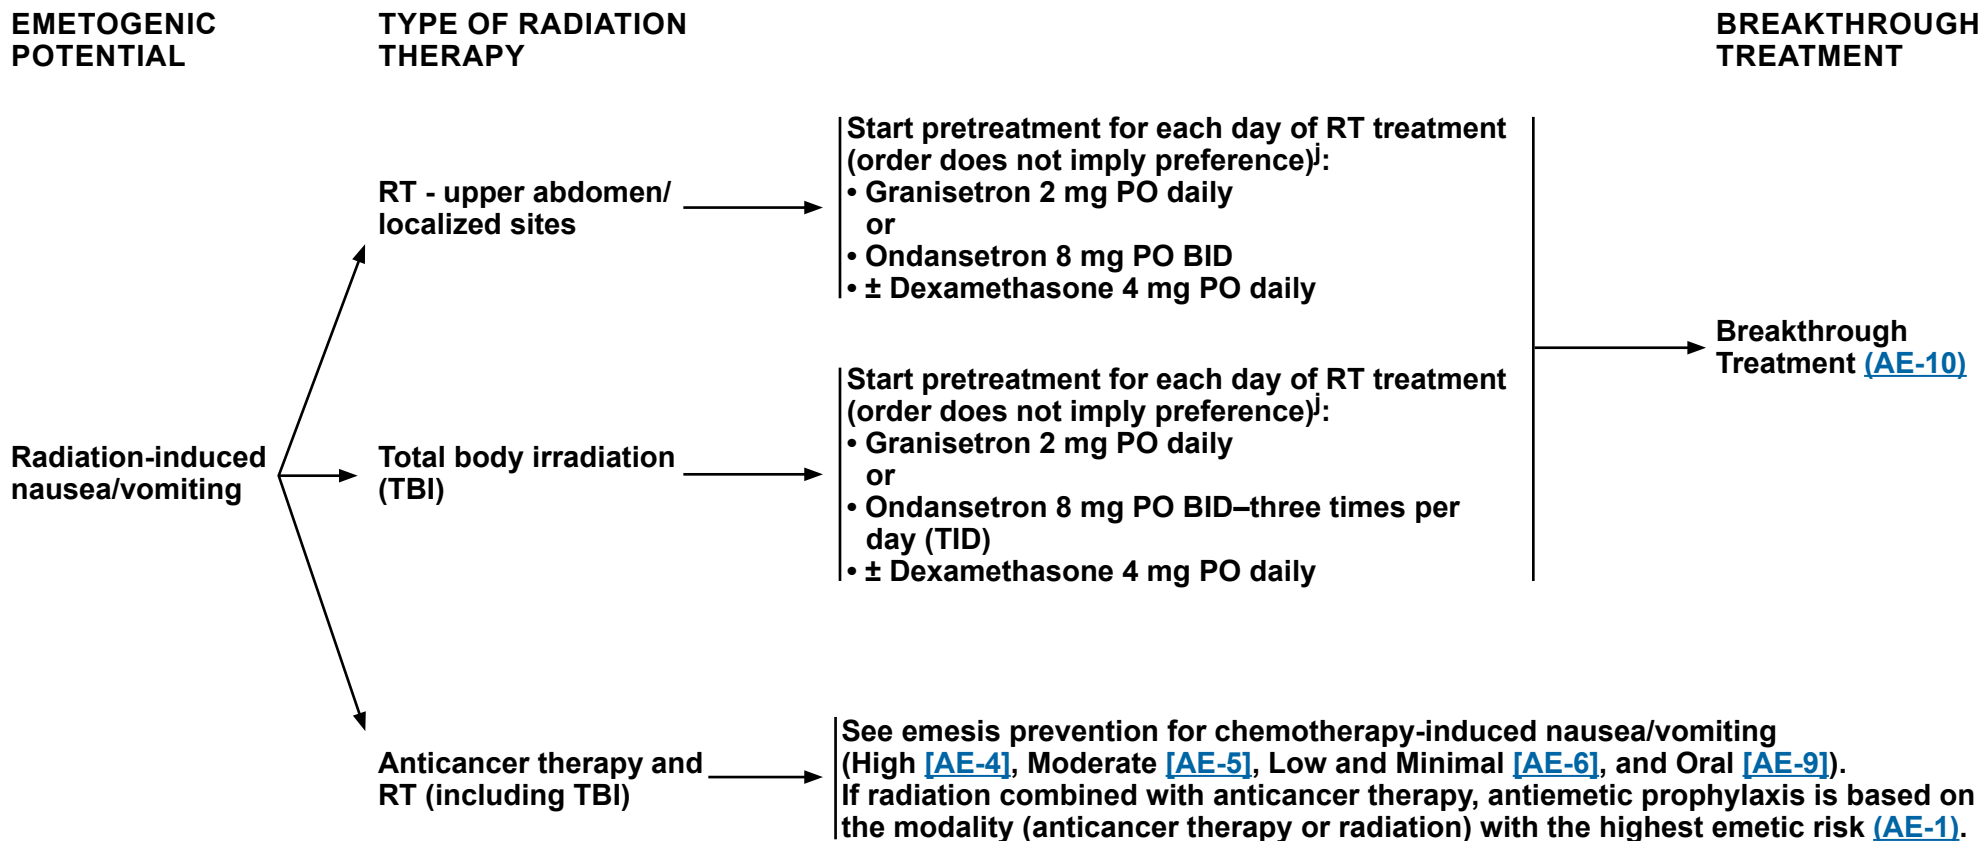 EMETOGENIC
POTENTIAL
TYPE OF RADIATION
THERAPY
BREAKTHROUGH
TREATMENT
Radiation-induced
nausea/vomiting
RT - upper abdomen/
localized sites
Start pretreatment for each day of RT treatment
(order does not imply preference)j:
• Granisetron 2 mg PO daily
or
• Ondansetron 8 mg PO BID
• ± Dexamethasone 4 mg PO daily
Total body irradiation
(TBI)
Start pretreatment for each day of RT treatment
(order does not imply preference)j:
• Granisetron 2 mg PO daily
or
• Ondansetron 8 mg PO BID–three times per
day (TID)
• ± Dexamethasone 4 mg PO daily
Breakthrough
Treatment (AE-10)
Anticancer therapy and
RT (including TBI)
See emesis prevention for chemotherapy-induced nausea/vomiting
(High [AE-4], Moderate [AE-5], Low and Minimal [AE-6], and Oral [AE-9]).
If radiation combined with anticancer therapy, antiemetic prophylaxis is based on
the modality (anticancer therapy or radiation) with the highest emetic risk (AE-1).